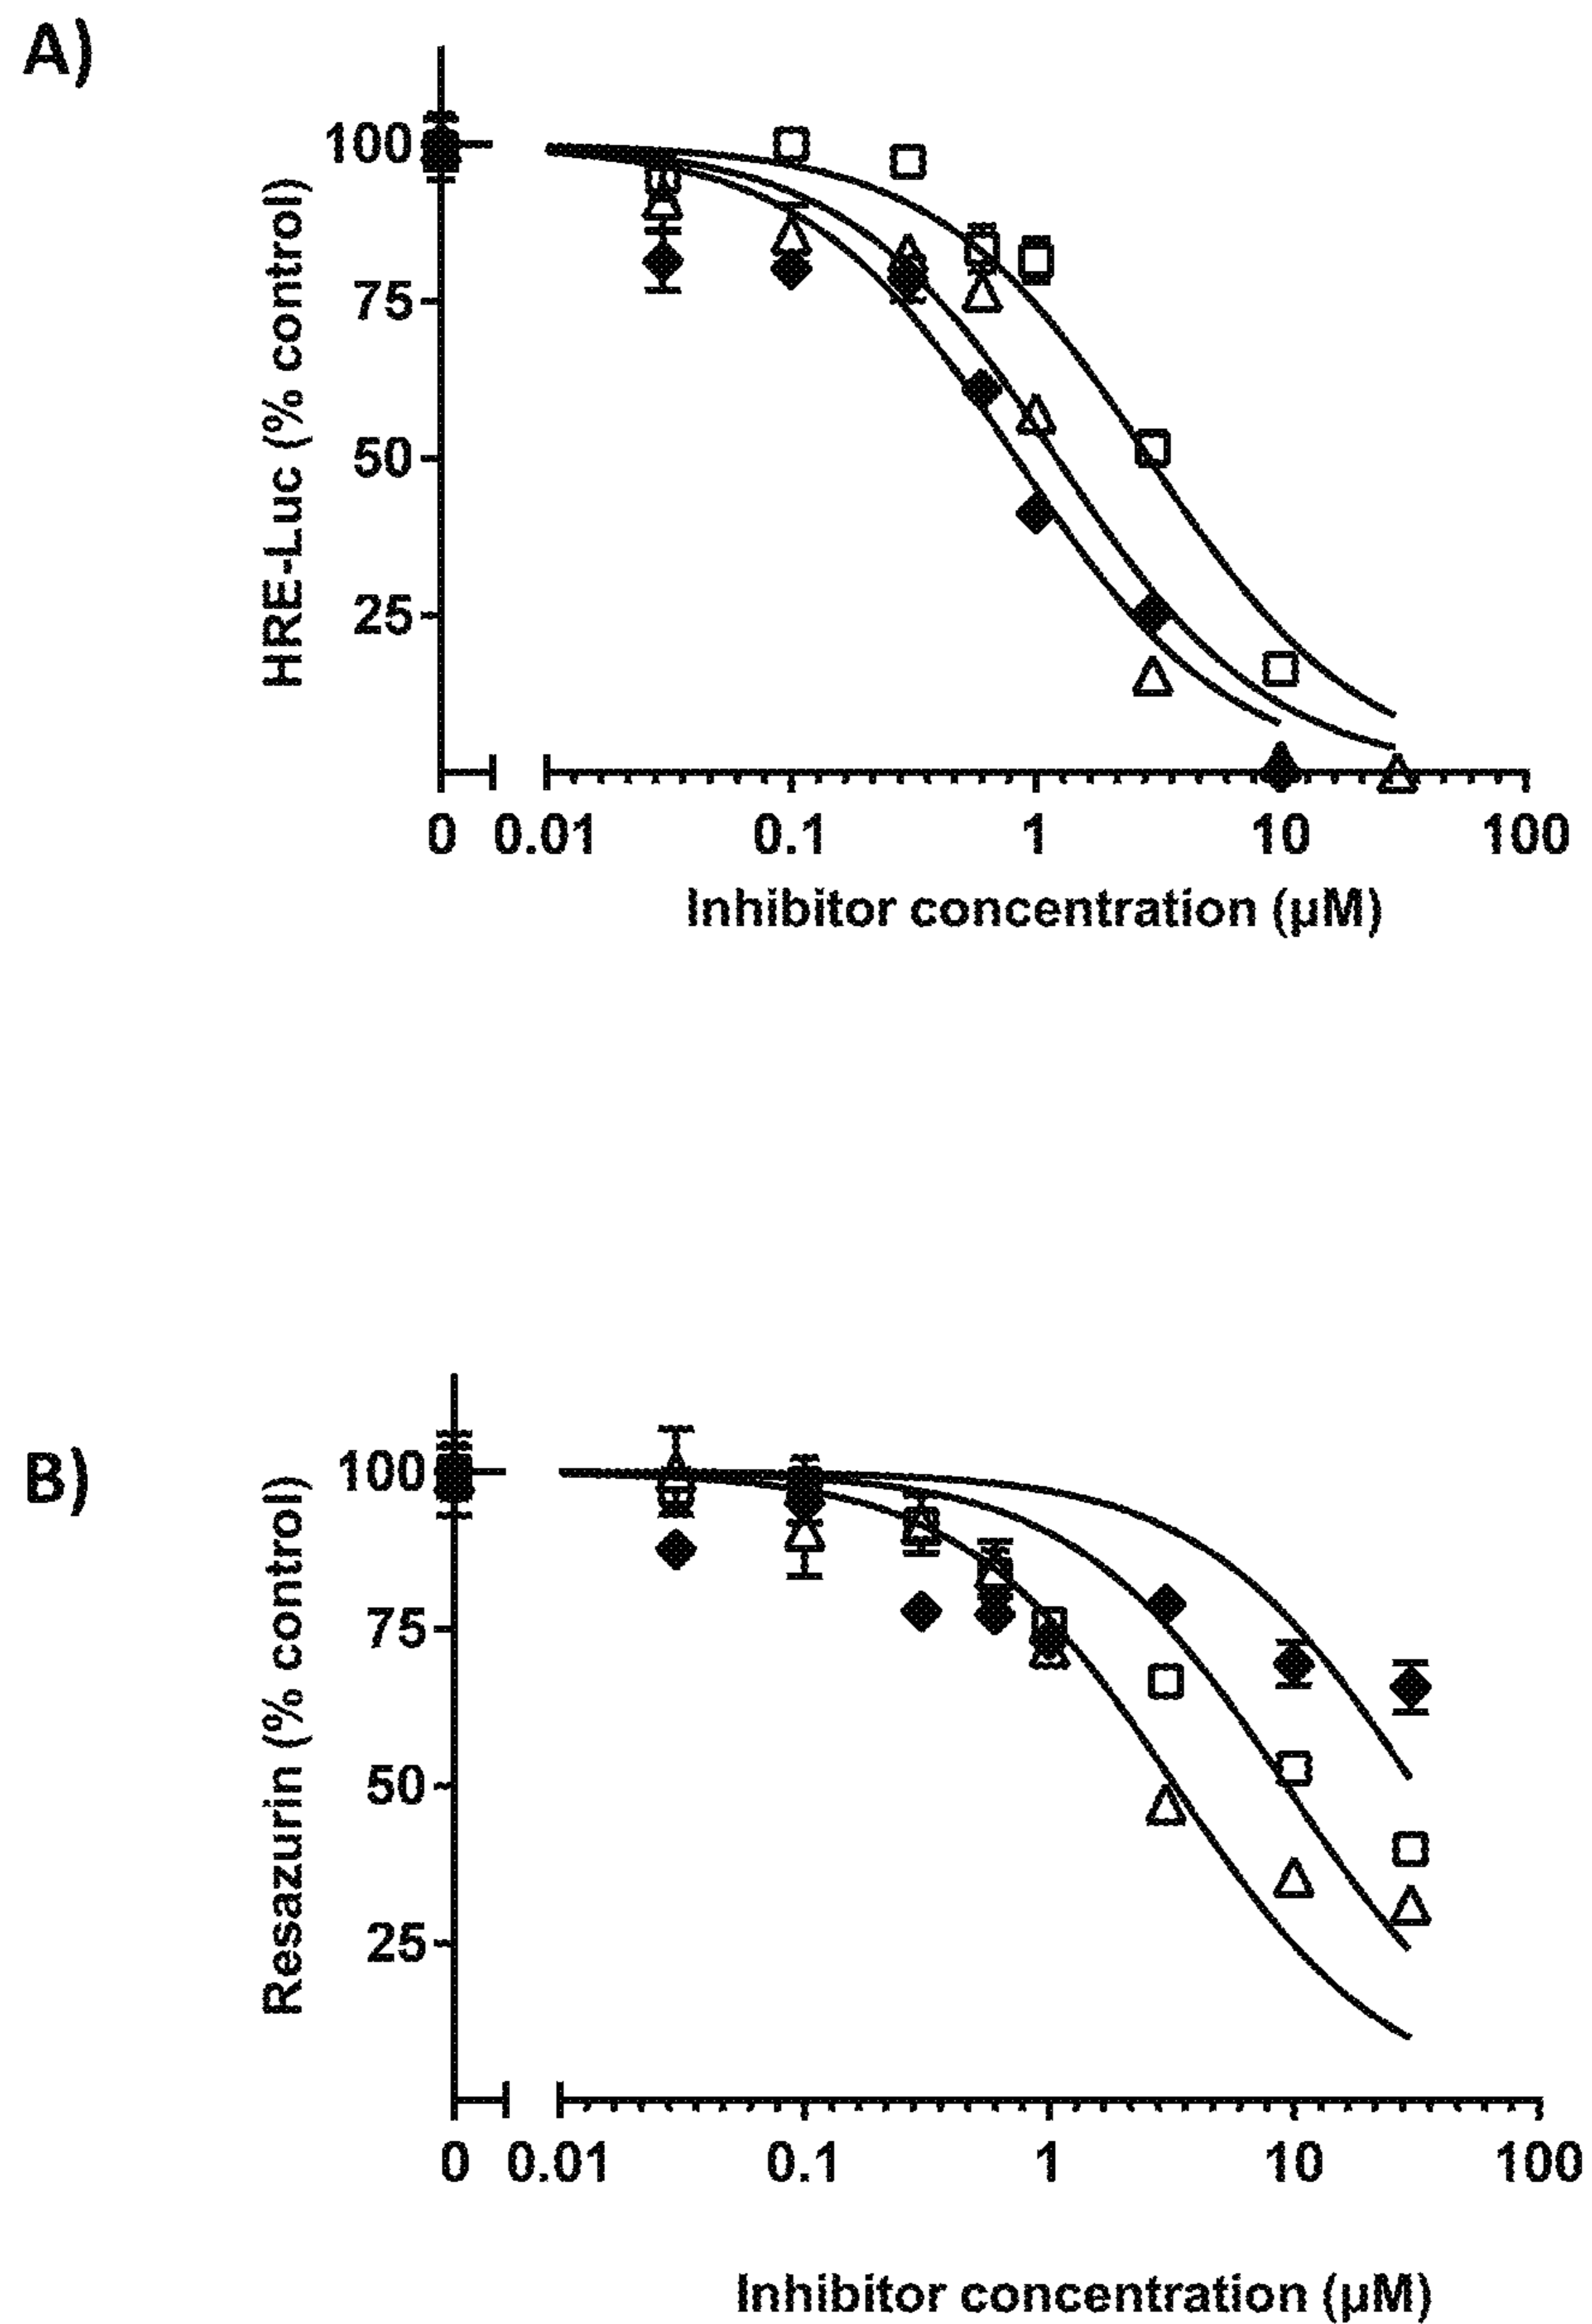 A)
HRE-Luc (% control)
100
75
50
25
0 0.01 0.1 1 10 100
Inhibitor concentration (µM)
B)
Resazurin (% control)
100
75
50
25
0 0.01 0.1 1 10 100
Inhibitor concentration (µM)